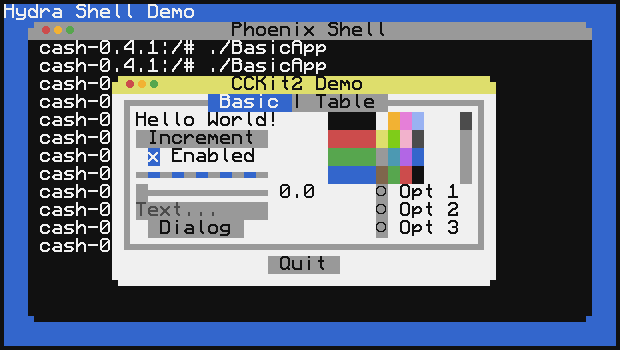 Hydra Shell Demo
Phoenix Shell
cash-0.4.1:/# ./BasicApp
cash-0.4.1:/# ./BasicApp
cash-0
CCKit2 Demo
cash-0
Basic | Table
cash-0
Hello World!
cash-0
Increment
cash-0
Enabled
cash-0
cash-0
0.0
Opt 1
cash-0
Text...
Opt 2
cash-0
Dialog
Opt 3
cash-0
Quit